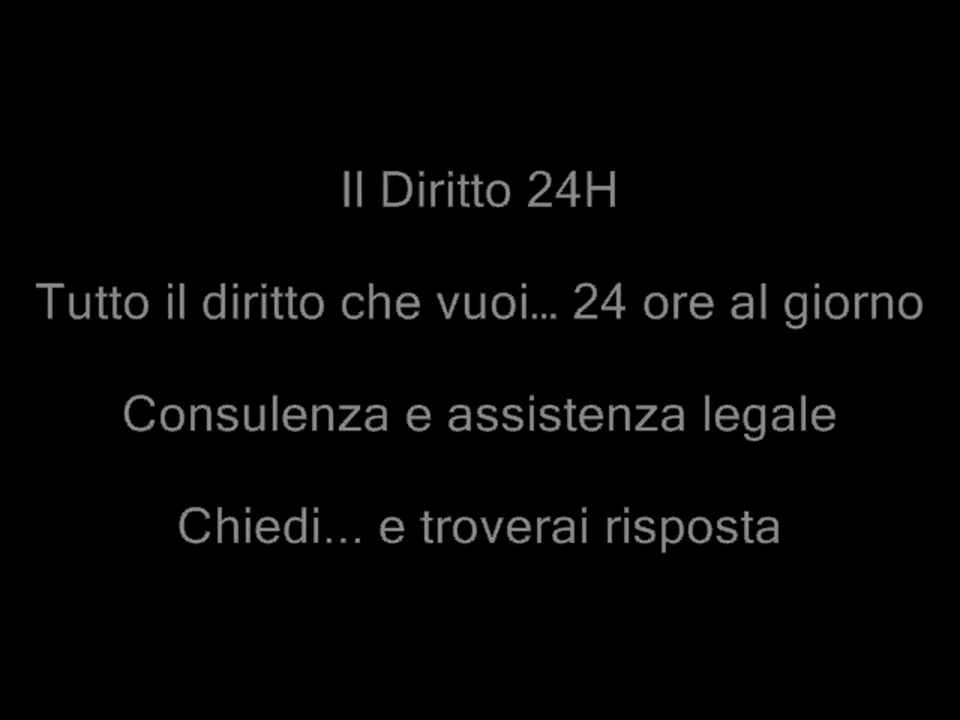 Il Diritto 24H
Tutto il diritto che vuoi… 24 ore al giorno
Consulenza e assistenza legale
Chiedi... e troverai risposta